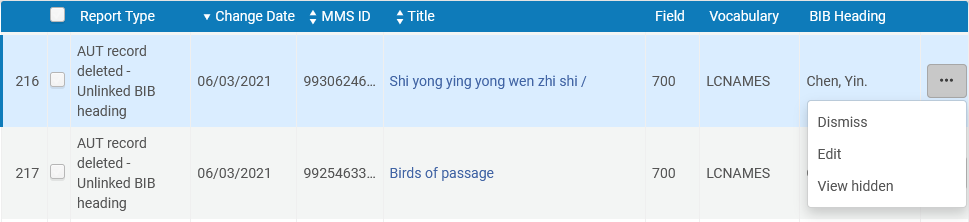 Report Type Change Date MMS ID Title Field Vocabulary BIB Heading
AUT record
deleted -
216 06/03/2021 99306246... Shi yong ying yong wen zhi shi / 700 LCNAMES Chen, Yin. ...
Unlinked BIB
heading
Dismiss
AUT record
Edit
deleted -
217 06/03/2021 99254633... Birds of passage 700 LCNAMES
Unlinked BIB
View hidden
heading